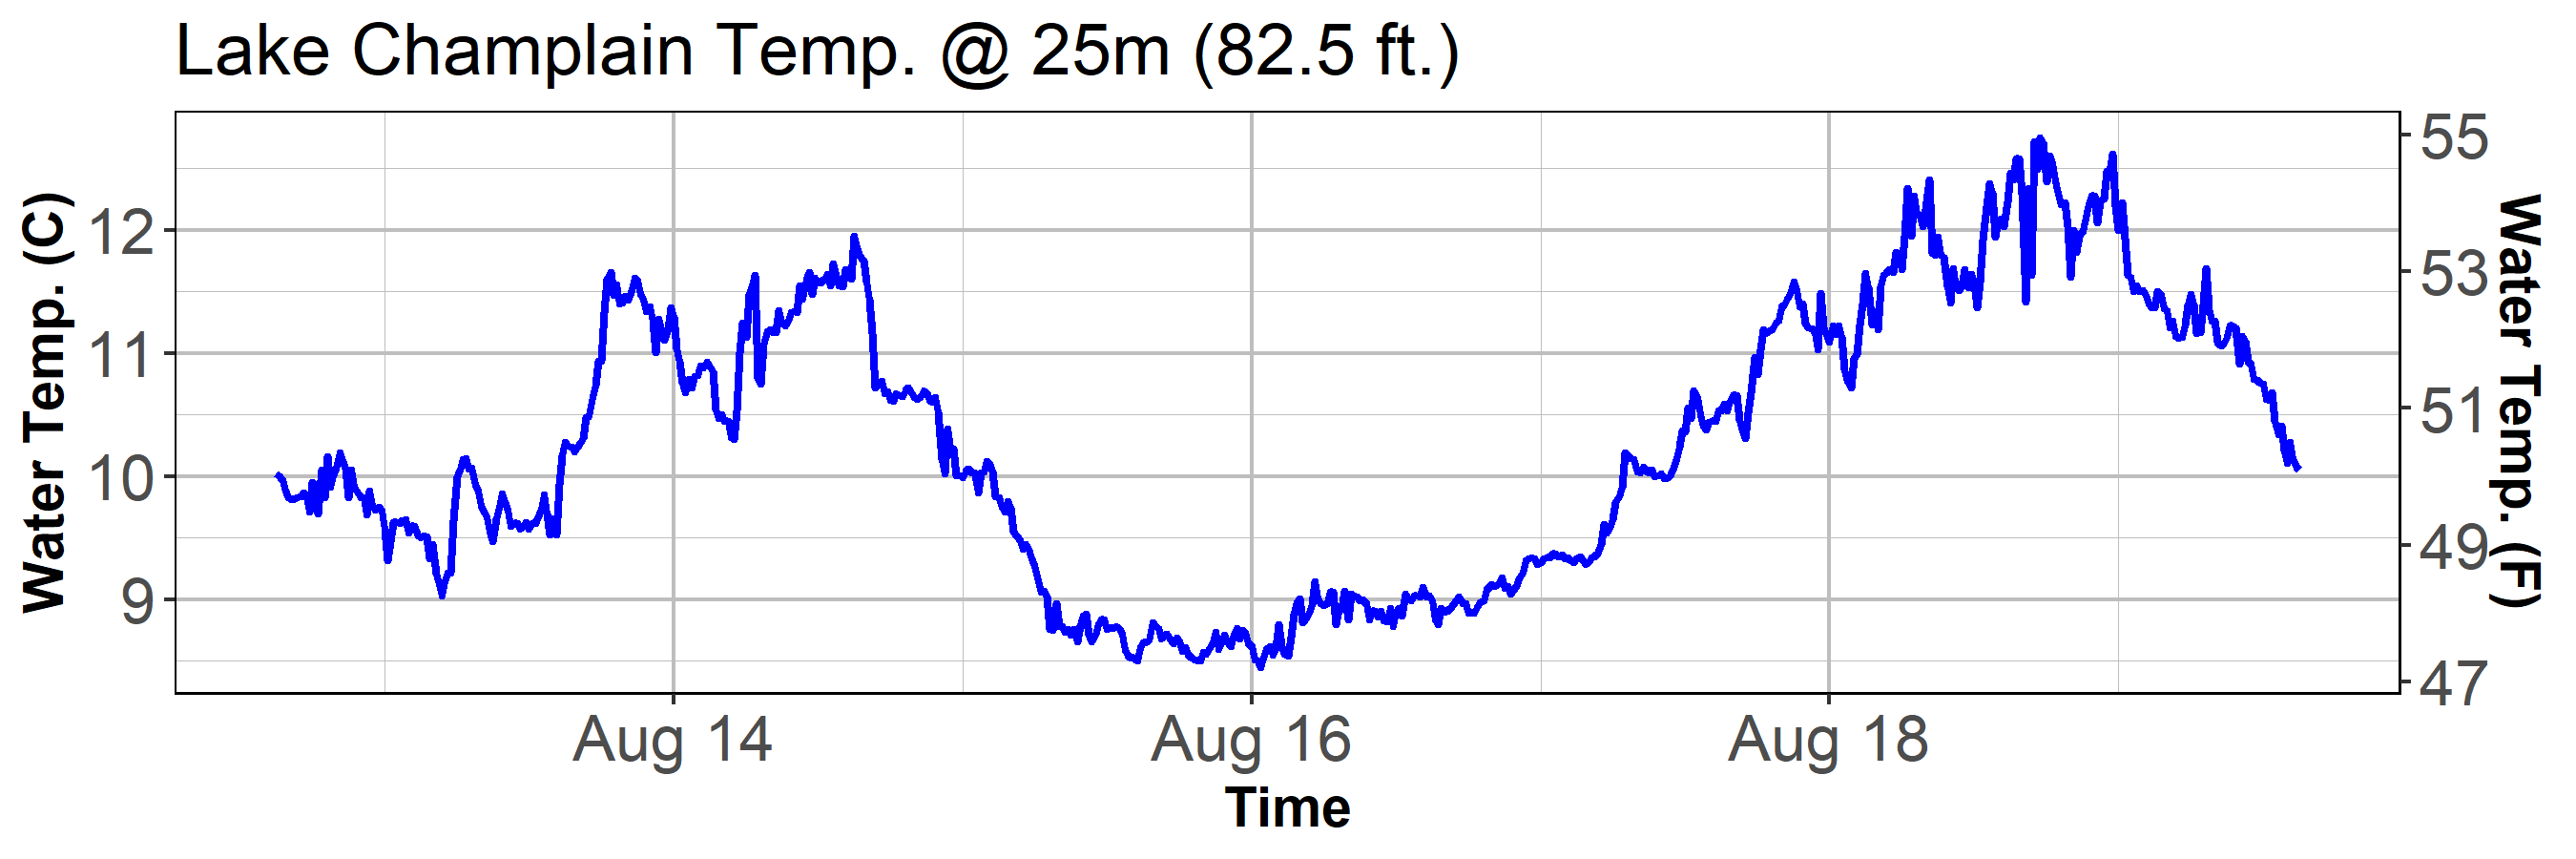 Lake Champlain Temp. @ 25m (82.5 ft.)
Water Temp. (C)
12
11
10
9
55
53
51
49
47
Water Temp. (F)
Aug 14
Aug 16
Aug 18
Time